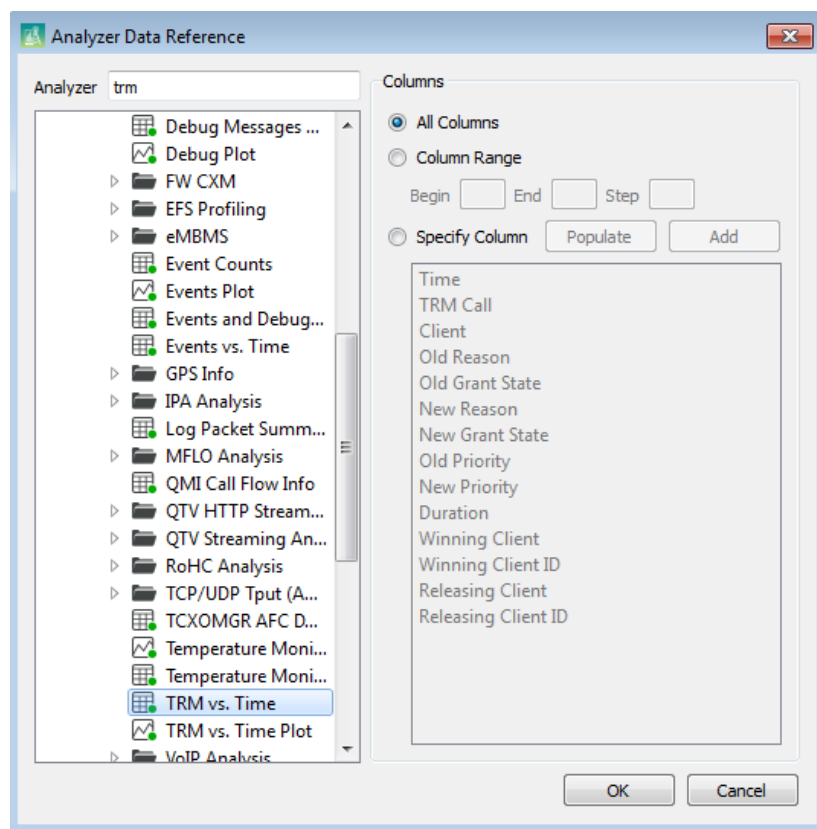 Analyzer Data Reference
Analyzer trm
Debug Messages ...
Debug Plot
FW CXM
EFS Profiling
eMBMS
Event Counts
Events Plot
Events and Debug...
Events vs. Time
GPS Info
IPA Analysis
Log Packet Summ...
MFLO Analysis
QMI Call Flow Info
QTV HTTP Stream...
QTV Streaming An...
RoHC Analysis
TCP/UDP Tput (A...
TCXOMGR AFC D...
Temperature Moni...
Temperature Moni...
TRM vs. Time
TRM vs. Time Plot
VoIP Analysis
Columns
All Columns
Column Range
Begin End Step
Specify Column Populate Add
Time
TRM Call
Client
Old Reason
Old Grant State
New Reason
New Grant State
Old Priority
New Priority
Duration
Winning Client
Winning Client ID
Releasing Client
Releasing Client ID
OK Cancel